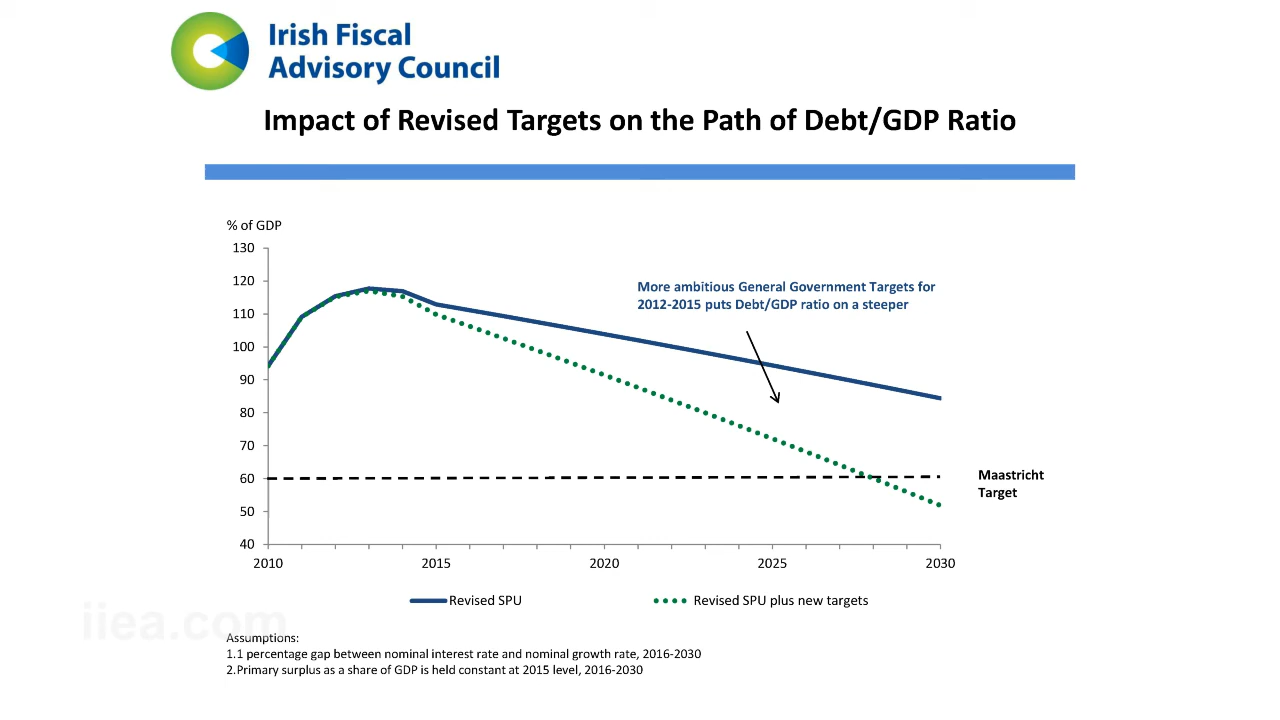 Irish Fiscal
Advisory Council
Impact of Revised Targets on the Path of Debt/GDP Ratio
% of GDP
130
120
110
100
90
80
70
60
50
40
More ambitious General Government Targets for
2012-2015 puts Debt/GDP ratio on a steeper
Maastricht
Target
2010 2015 2020 2025 2030
Revised SPU Revised SPU plus new targets
iiea.com
Assumptions:
1.1 percentage gap between nominal interest rate and nominal growth rate, 2016-2030
2.Primary surplus as a share of GDP is held constant at 2015 level, 2016-2030